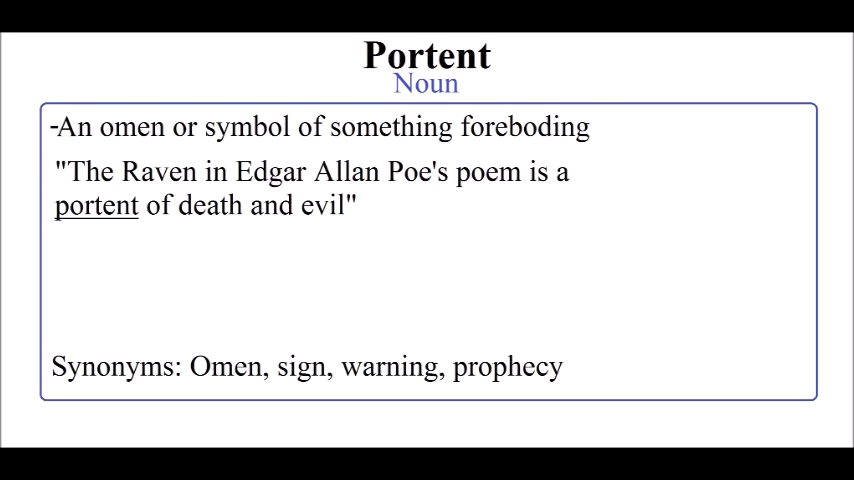 Portent
Noun
-An omen or symbol of something foreboding
"The Raven in Edgar Allan Poe's poem is a
portent of death and evil"
Synonyms: Omen, sign, warning, prophecy